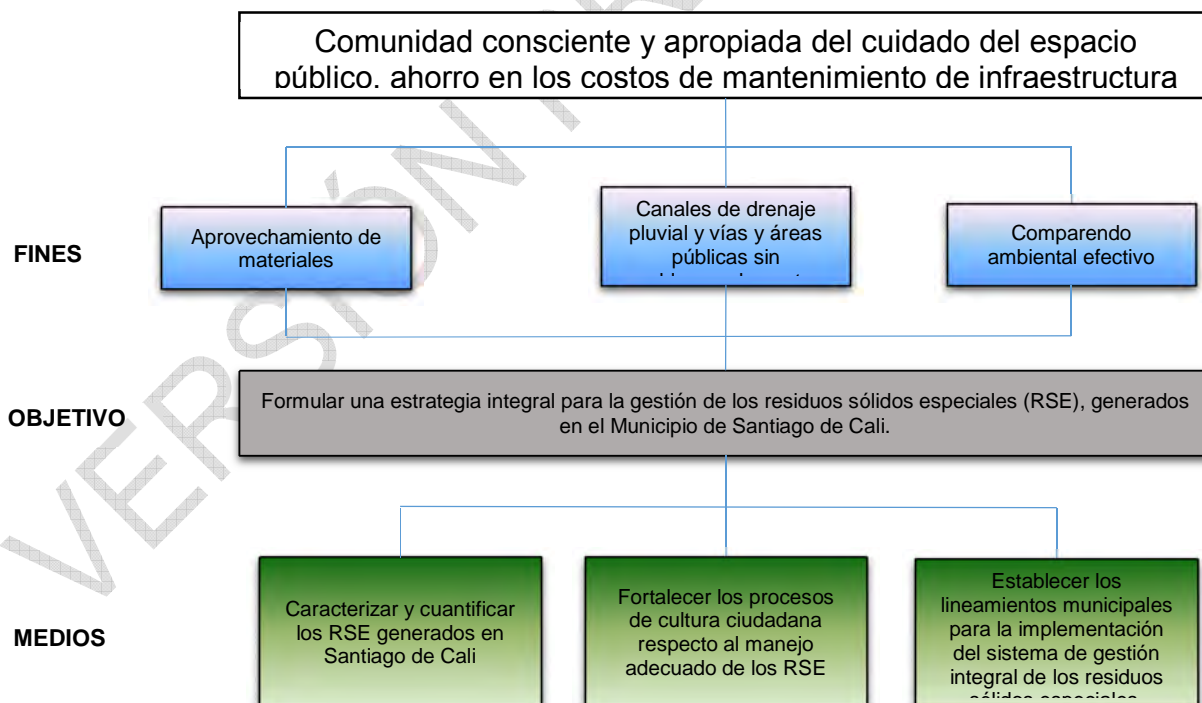 Comunidad consciente y apropiada del cuidado del espacio
público, ahorro en los costos de mantenimiento de infraestructura
FINES
Aprovechamiento de
materiales
Canales de drenaje
pluvial y vías y áreas
públicas sin
Comparendo
ambiental efectivo
OBJETIVO
Formular una estrategia integral para la gestión de los residuos sólidos especiales (RSE), generados
en el Municipio de Santiago de Cali.
MEDIOS
Caracterizar y cuantificar
los RSE generados en
Santiago de Cali
Fortalecer los procesos
de cultura ciudadana
respecto al manejo
adecuado de los RSE
Establecer los
lineamientos municipales
para la implementación
del sistema de gestión
integral de los residuos
sólidos especiales
VERSIÓN